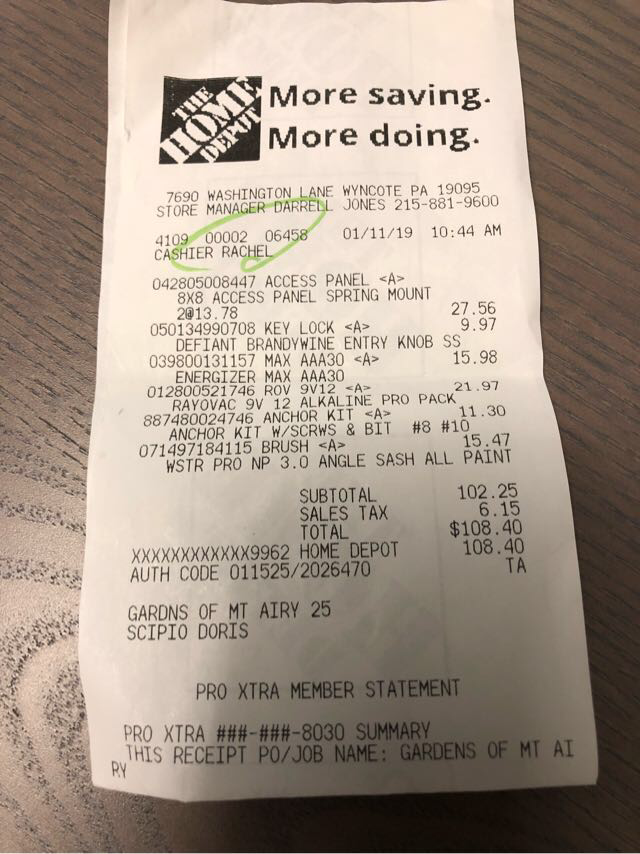 THE
HOME
DEPOT
More saving.
More doing.
7690 WASHINGTON LANE WYNCOTE PA 19095
STORE MANAGER DARRELL JONES 215-881-9600
4109 00002 06458 01/11/19 10:44 AM
CASHIER RACHEL
042805008447 ACCESS PANEL <A>
8X8 ACCESS PANEL SPRING MOUNT
2@13.78 27.56
050134990708 KEY LOCK <A> 9.97
DEFIANT BRANDYWINE ENTRY KNOB SS
039800131157 MAX AAA30 <A> 15.98
ENERGIZER MAX AAA30
012800521746 ROV 9V12 <A> 21.97
RAYOVAC 9V 12 ALKALINE PRO PACK
887480024746 ANCHOR KIT <A> 11.30
ANCHOR KIT W/SCRWS & BIT #8 #10
071497184115 BRUSH <A> 15.47
WSTR PRO NP 3.0 ANGLE SASH ALL PAINT
SUBTOTAL 102.25
SALES TAX 6.15
TOTAL $108.40
XXXXXXXXXXXX9962 HOME DEPOT 108.40
AUTH CODE 011525/2026470 TA
GARDNS OF MT AIRY 25
SCIPIO DORIS
PRO XTRA MEMBER STATEMENT
PRO XTRA ###-###-8030 SUMMARY
THIS RECEIPT PO/JOB NAME: GARDENS OF MT AI
RY